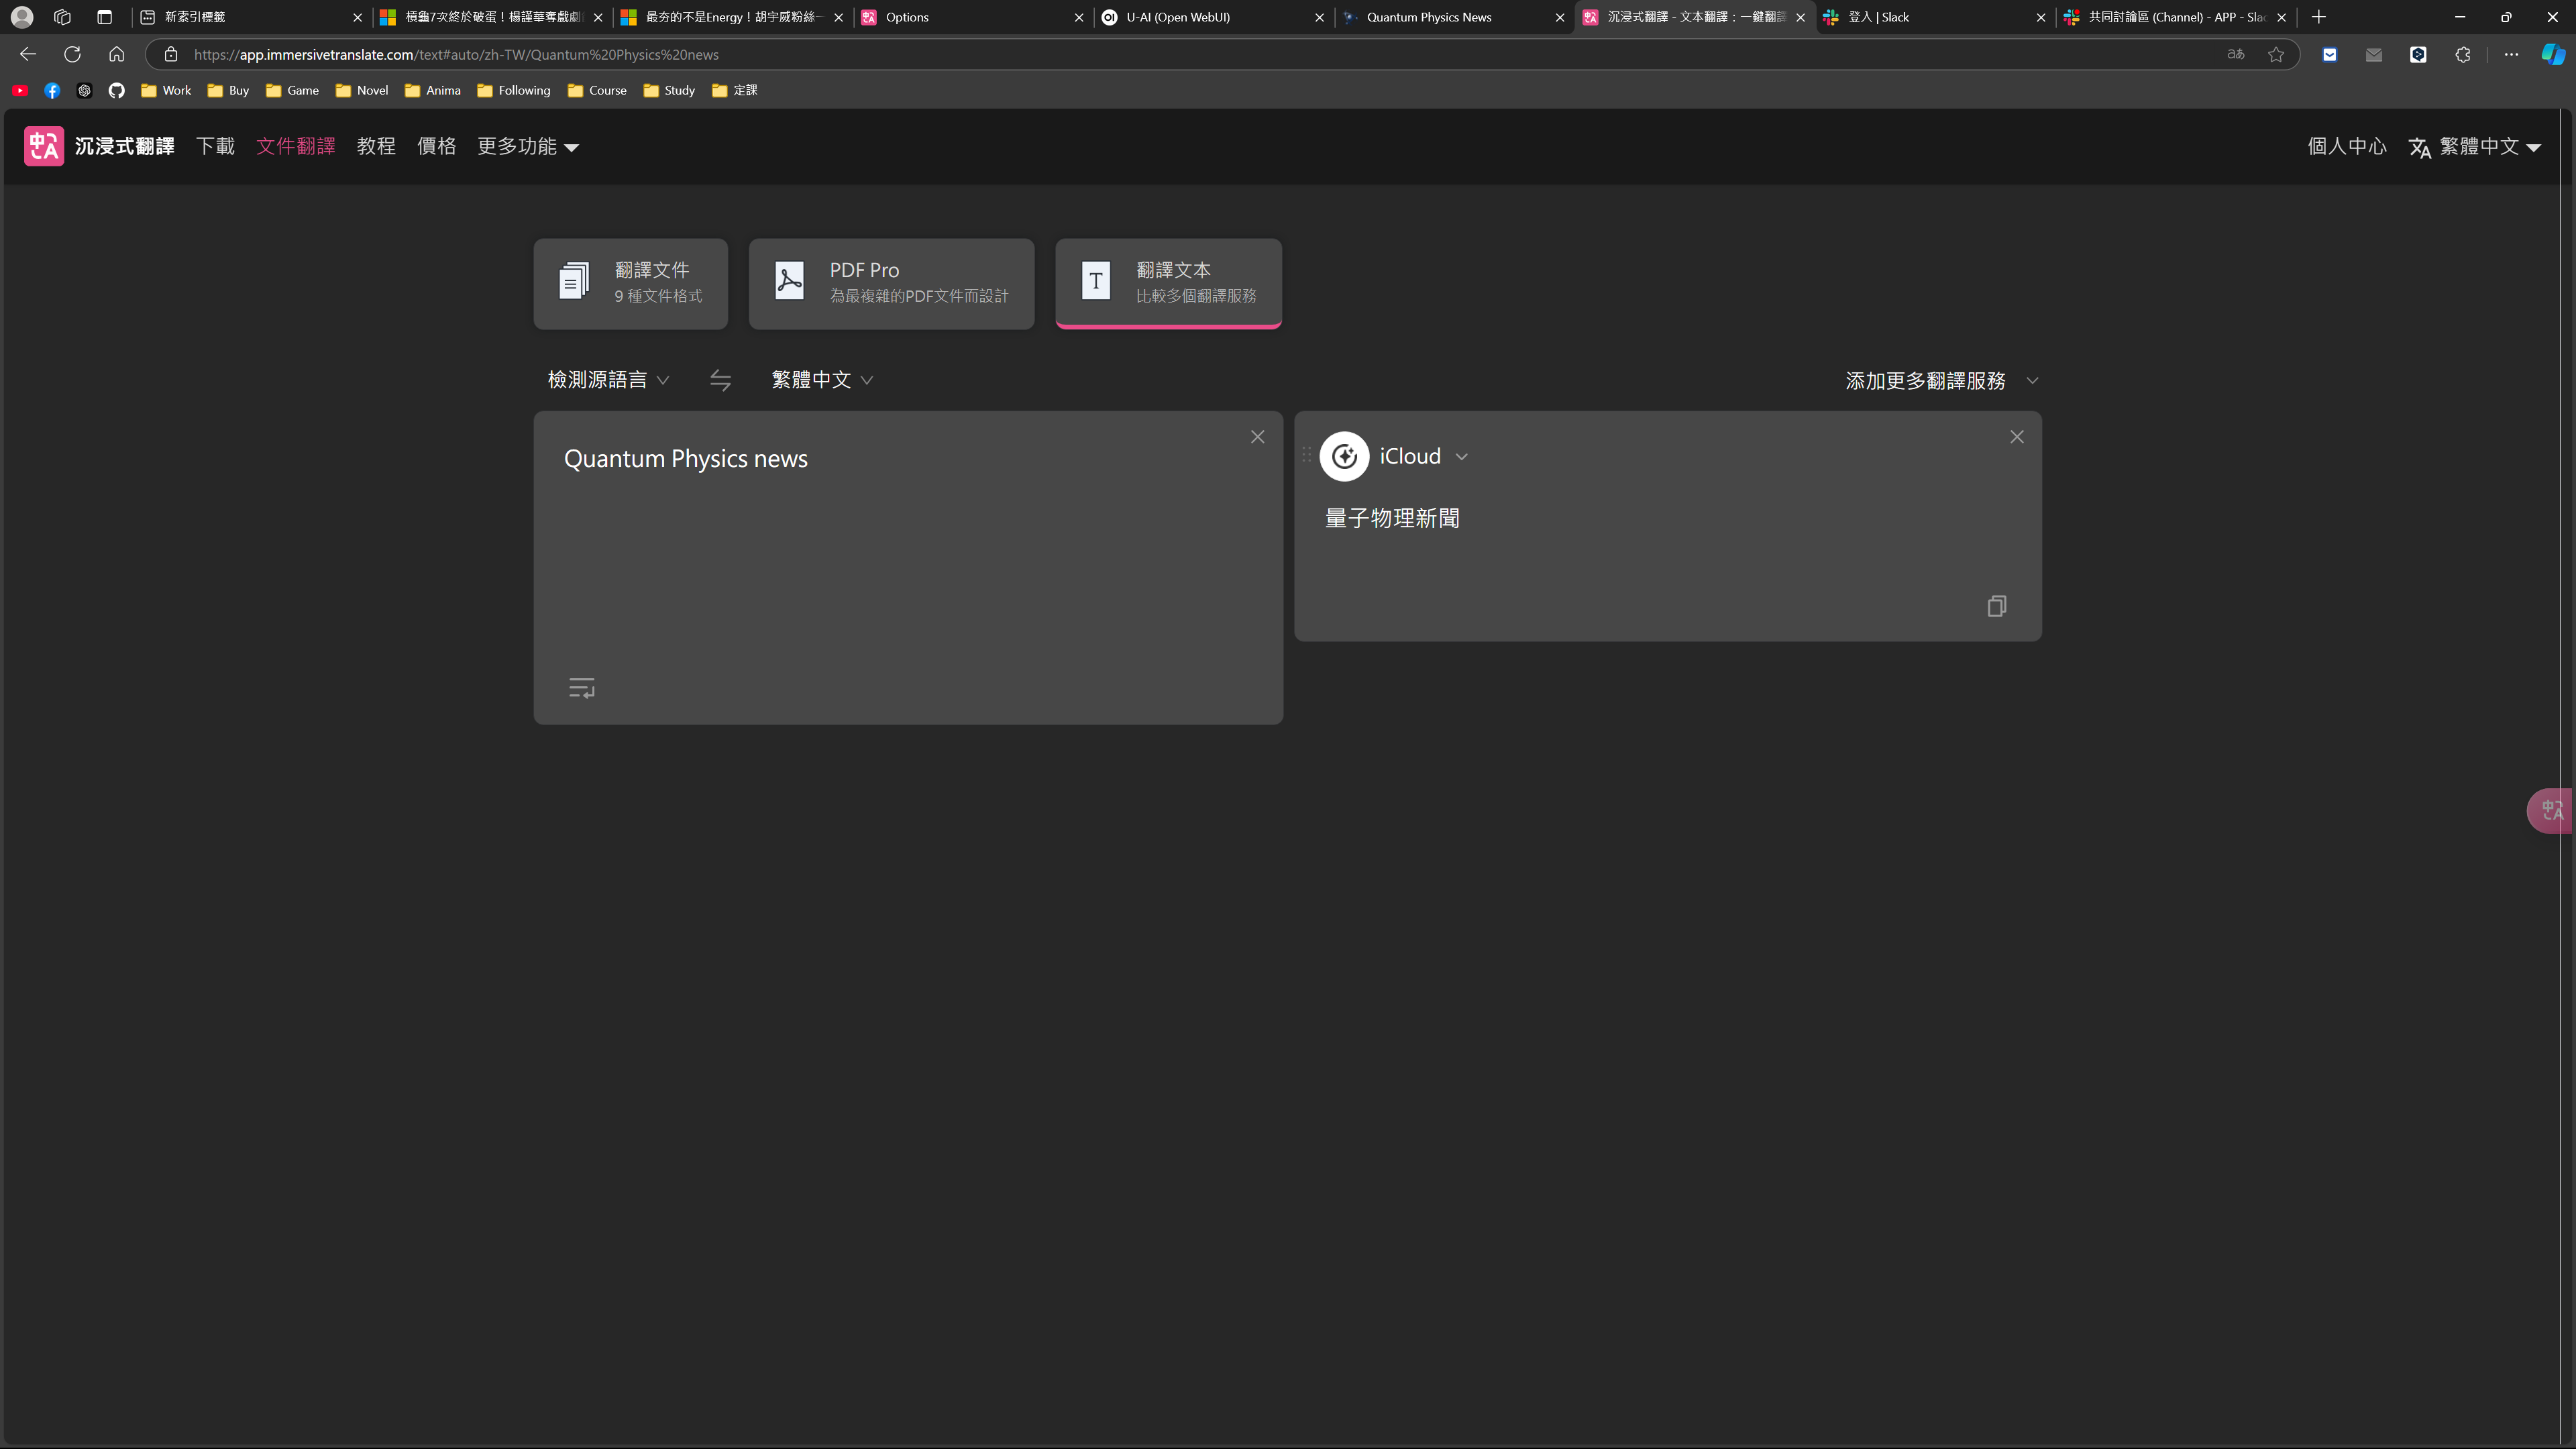 新索引標籤
槓龜7次終於破蛋！楊謹華奪戲劇
最夯的不是Energy！胡宇威粉絲一
Options
U-AI (Open WebUI)
Quantum Physics News
沉浸式翻譯 - 文本翻譯：一鍵翻譯
登入 | Slack
共同討論區 (Channel) - APP - Slac
https://app.immersivetranslate.com/text#auto/zh-TW/Quantum%20Physics%20news
aあ
Work
Buy
Game
Novel
Anima
Following
Course
Study
定課
沉浸式翻譯
下載
文件翻譯
教程
價格
更多功能
個人中心
繁體中文
翻譯文件
9 種文件格式
PDF Pro
為最複雜的PDF文件而設計
T
翻譯文本
比較多個翻譯服務
檢測源語言
繁體中文
添加更多翻譯服務
Quantum Physics news
iCloud
量子物理新聞